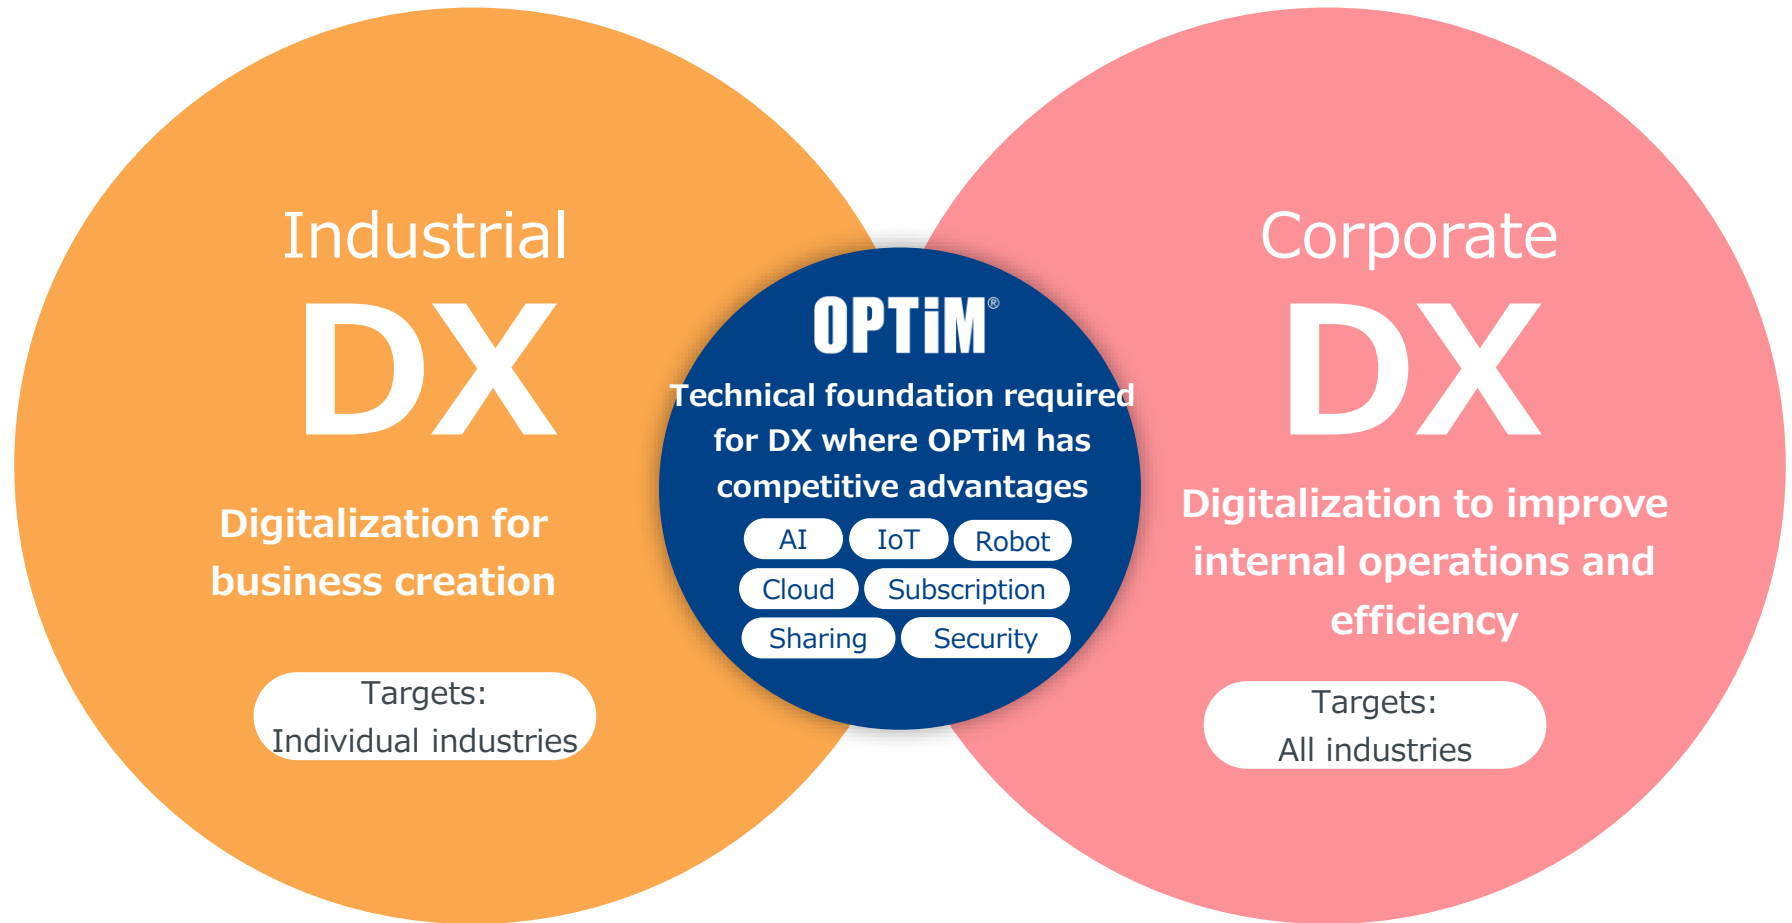 Industrial
DX
Digitalization for
business creation
Targets:
Individual industries
OPTiM®
Technical foundation required
for DX where OPTiM has
competitive advantages
AI IoT Robot
Cloud Subscription
Sharing Security
Corporate
DX
Digitalization to improve
internal operations and
efficiency
Targets:
All industries